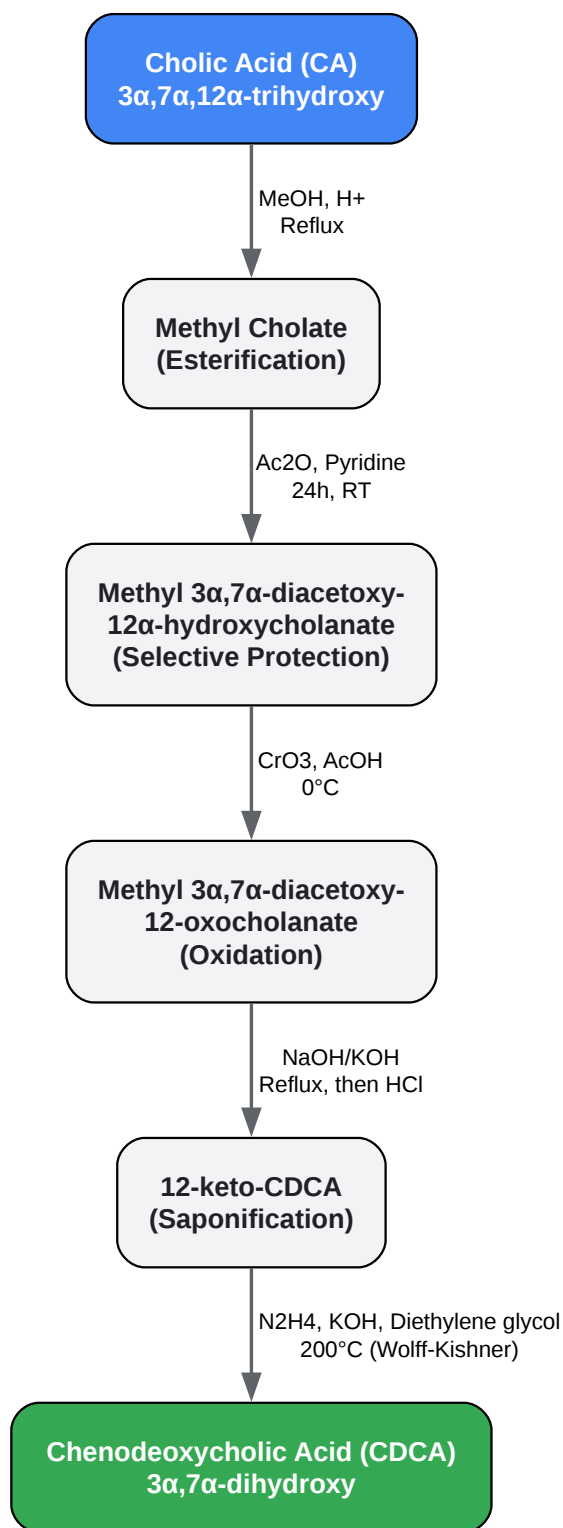 Cholic Acid (CA)
3α,7α,12α-trihydroxy
MeOH, H+
Reflux
Methyl Cholate
(Esterification)
Ac2O, Pyridine
24h, RT
Methyl 3α,7α-diacetoxy-
12α-hydroxycholanate
(Selective Protection)
CrO3, AcOH
0°C
Methyl 3α,7α-diacetoxy-
12-oxocholanate
(Oxidation)
NaOH/KOH
Reflux, then HCl
12-keto-CDCA
(Saponification)
N2H4, KOH, Diethylene glycol
200°C (Wolff-Kishner)
Chenodeoxycholic Acid (CDCA)
3α,7α-dihydroxy